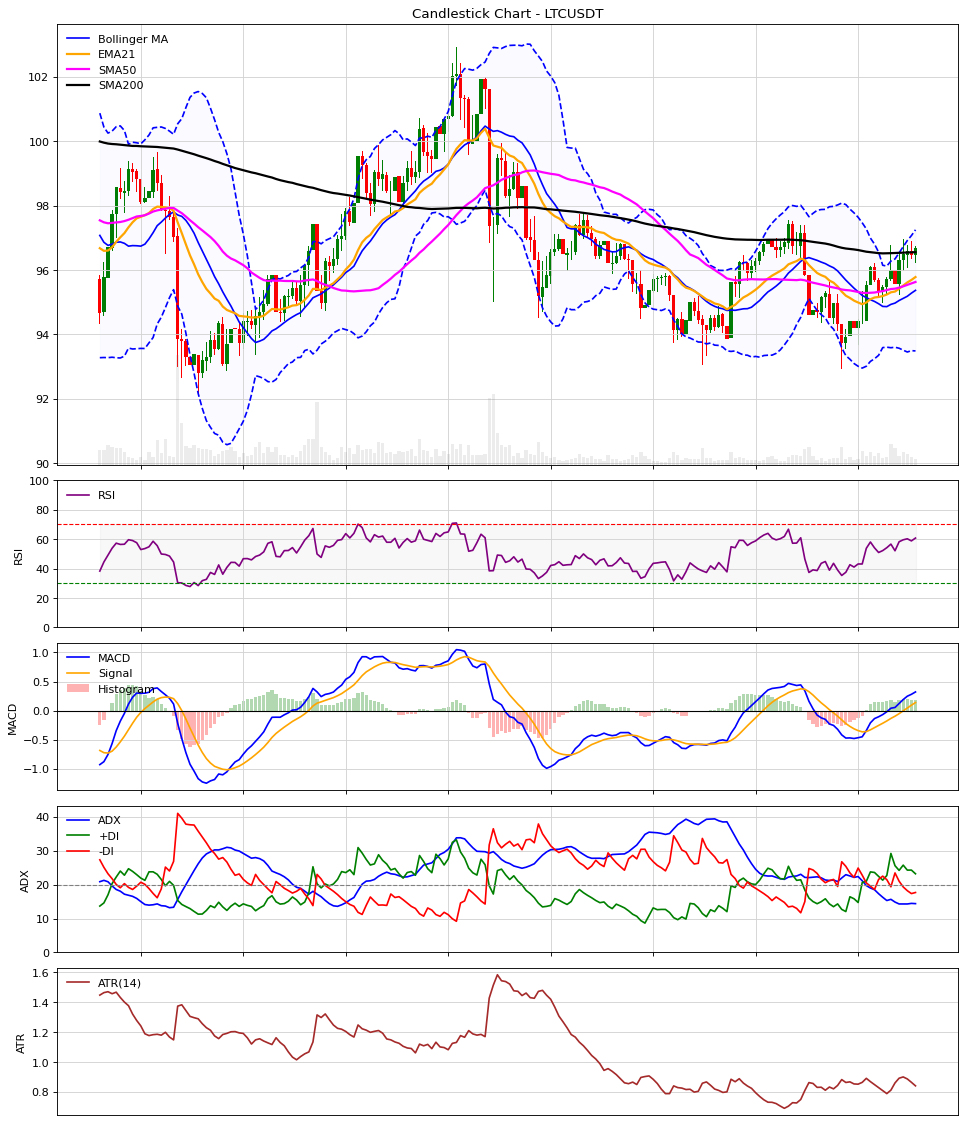 Candlestick Chart - LTCUSDT
Bollinger MA
EMA21
SMA50
SMA200
102
100
98
96
94
92
90
RSI
RSI
100
80
60
40
20
0
MACD
Signal
Histogram
MACD
1.0
0.5
0.0
−0.5
−1.0
ADX
+DI
-DI
ADX
40
30
20
10
0
ATR(14)
ATR
1.6
1.4
1.2
1.0
0.8